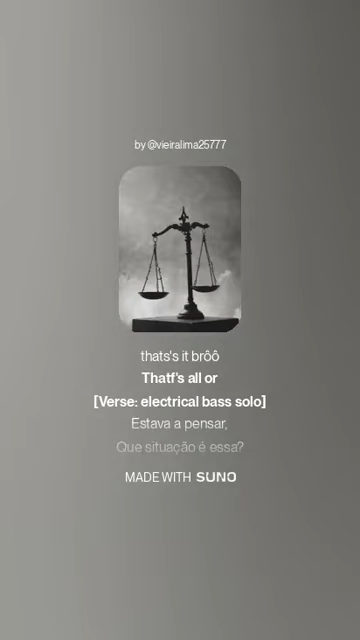 by @vieiralima25777
thats's it brôô
Thatf's all or
[Verse: electrical bass solo]
Estava a pensar,
Que situação é essa?
MADE WITH SUNO